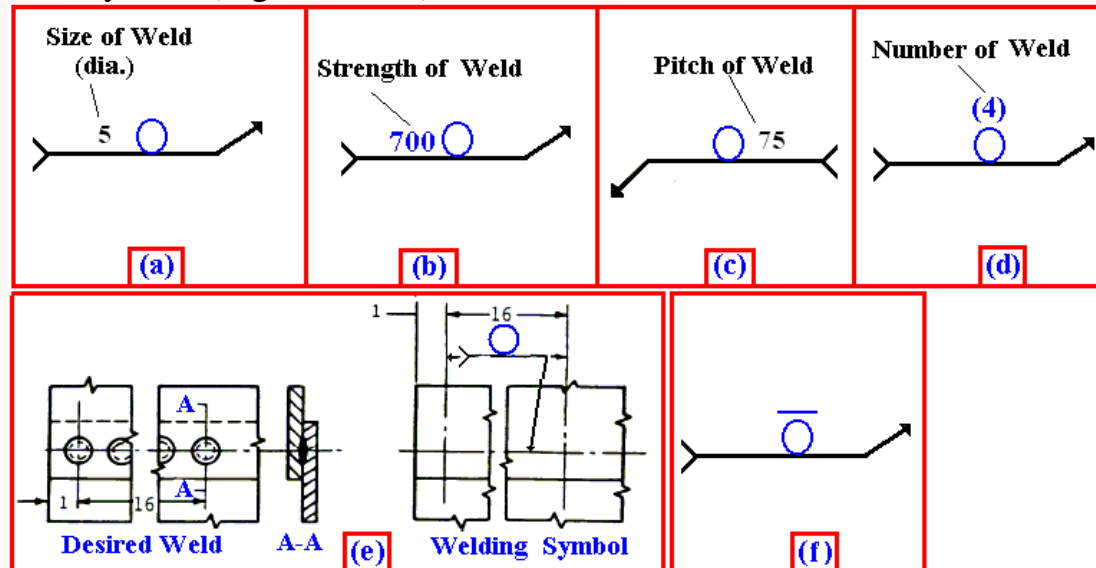 Size of Weld
(dia.)
5
(a)
Strength of Weld
700
(b)
Pitch of Weld
75
(c)
Number of Weld
(4)
(d)
1
16
A
A
1
16
Desired Weld
A-A
(e)
Welding Symbol
(f)